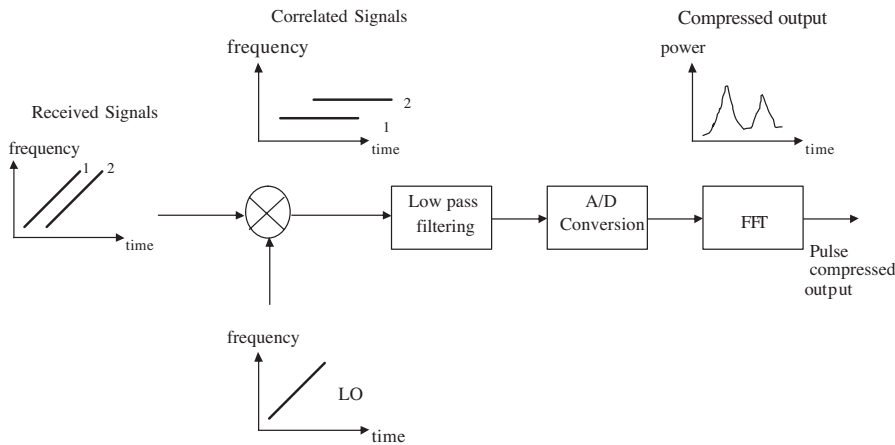 Correlated Signals
frequency
2
1
time
Compressed output
power
time
Received Signals
frequency
1 2
time
Low pass
filtering
A/D
Conversion
FFT
Pulse
compressed
output
frequency
LO
time